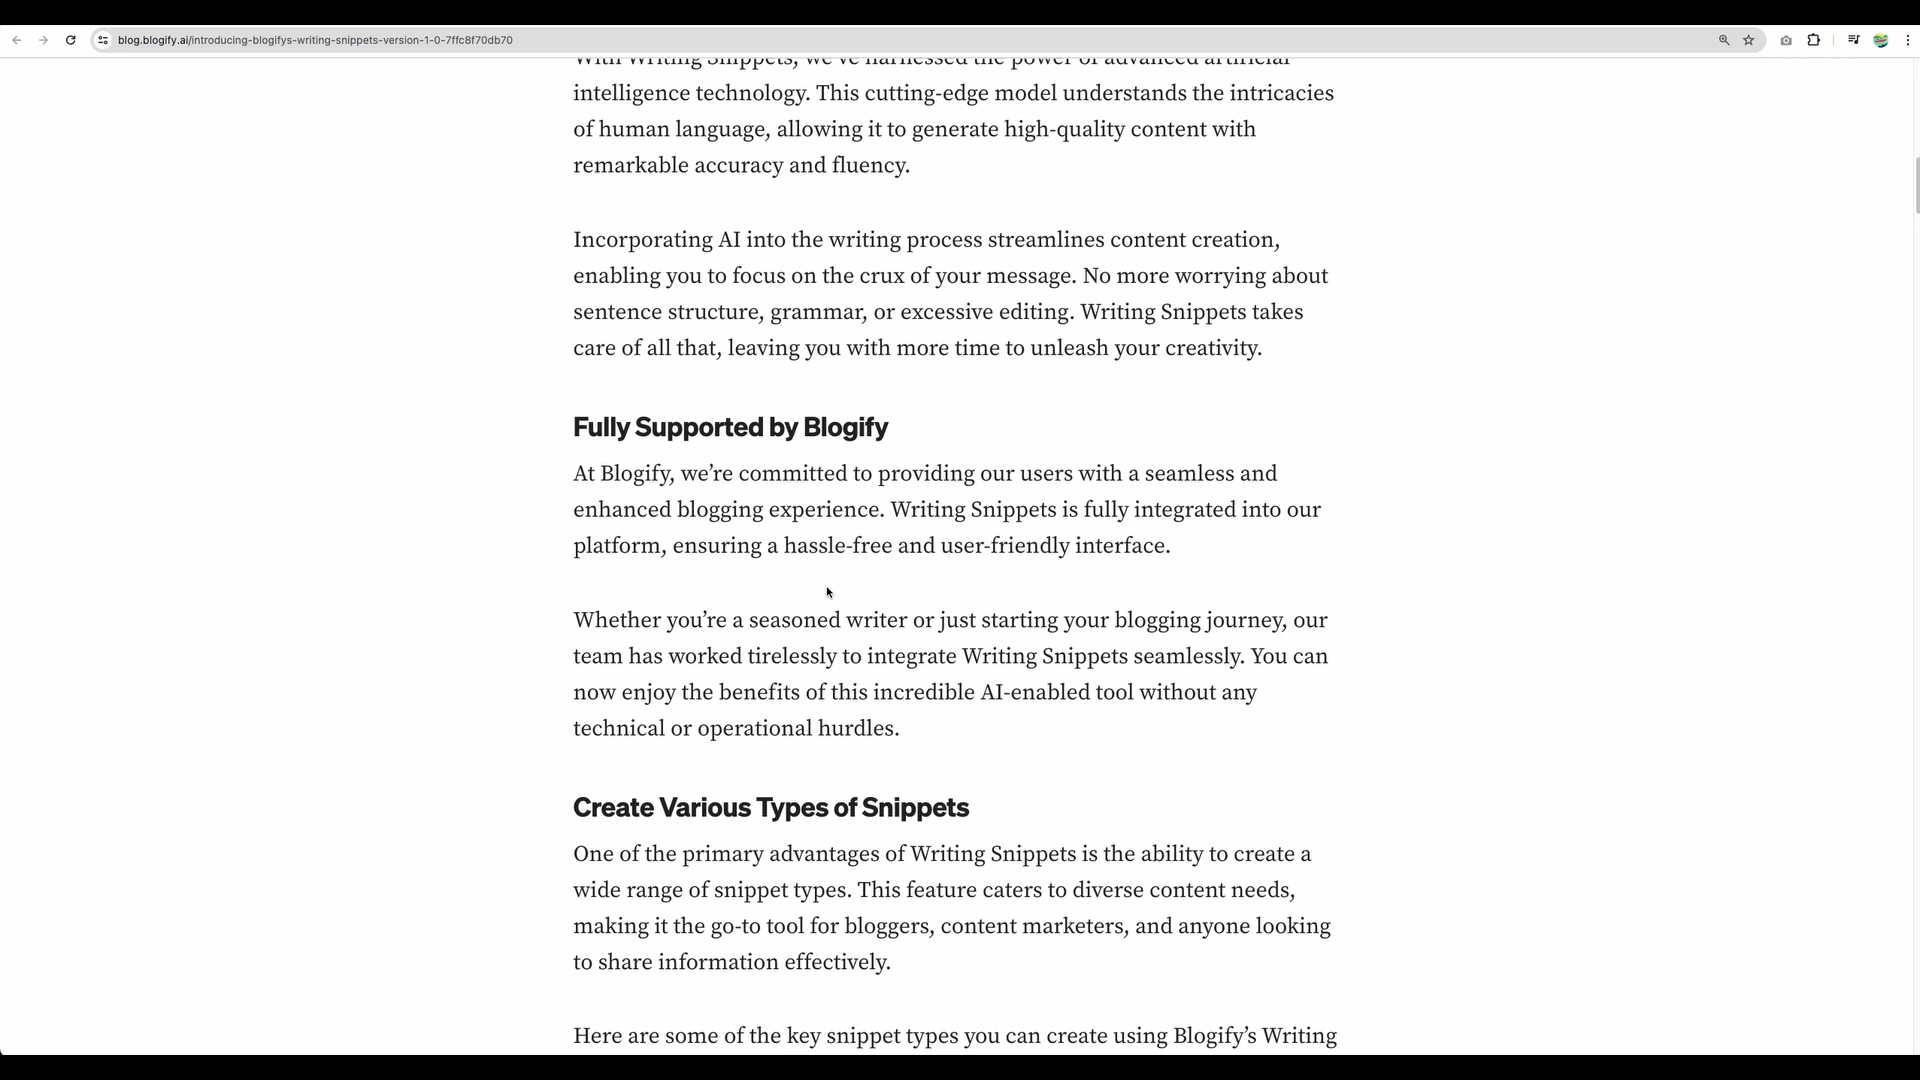 blog.blogify.ai/introducing-blogifys-writing-snippets-version-1-0-7ffc8f70db70
With Writing Snippets, we’ve harnessed the power of advanced artificial
intelligence technology. This cutting-edge model understands the intricacies
of human language, allowing it to generate high-quality content with
remarkable accuracy and fluency.
Incorporating AI into the writing process streamlines content creation,
enabling you to focus on the crux of your message. No more worrying about
sentence structure, grammar, or excessive editing. Writing Snippets takes
care of all that, leaving you with more time to unleash your creativity.
Fully Supported by Blogify
At Blogify, we’re committed to providing our users with a seamless and
enhanced blogging experience. Writing Snippets is fully integrated into our
platform, ensuring a hassle-free and user-friendly interface.
Whether you’re a seasoned writer or just starting your blogging journey, our
team has worked tirelessly to integrate Writing Snippets seamlessly. You can
now enjoy the benefits of this incredible AI-enabled tool without any
technical or operational hurdles.
Create Various Types of Snippets
One of the primary advantages of Writing Snippets is the ability to create a
wide range of snippet types. This feature caters to diverse content needs,
making it the go-to tool for bloggers, content marketers, and anyone looking
to share information effectively.
Here are some of the key snippet types you can create using Blogify’s Writing